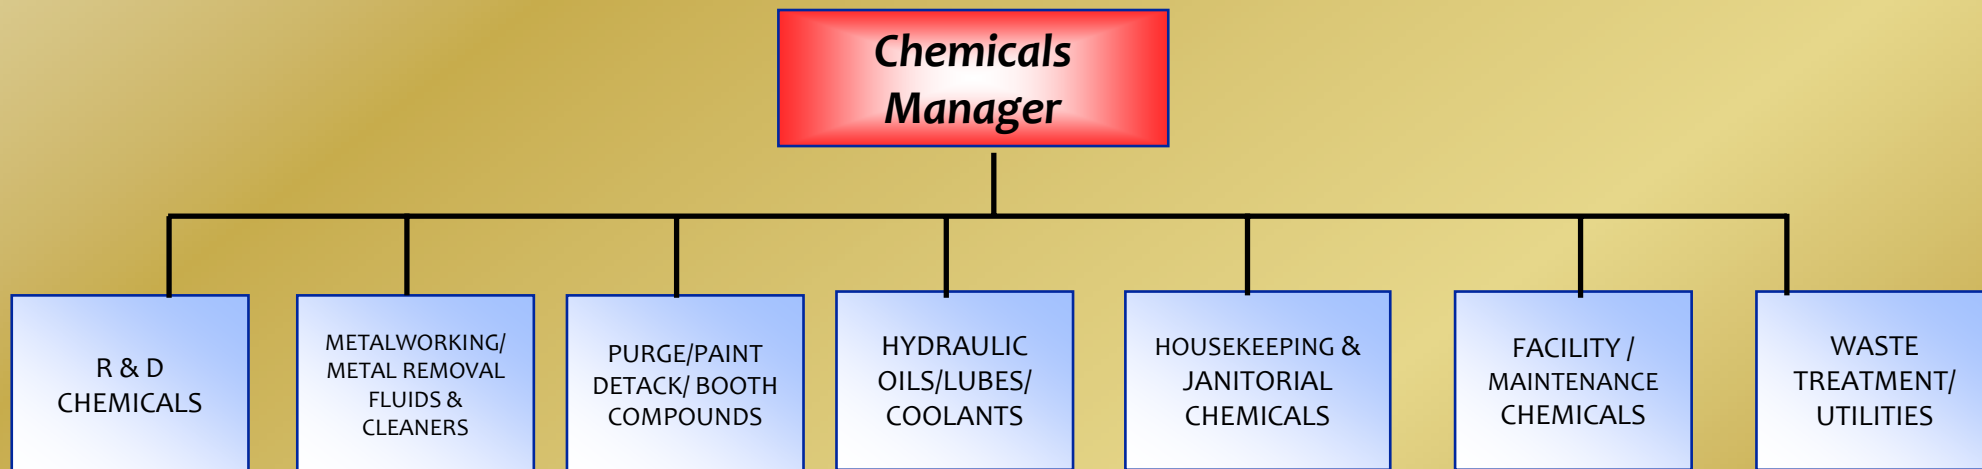 Chemicals
Manager
R & D
CHEMICALS
METALWORKING/
METAL REMOVAL
FLUIDS &
CLEANERS
PURGE/PAINT
DETACK/ BOOTH
COMPOUNDS
HYDRAULIC
OILS/LUBES/
COOLANTS
HOUSEKEEPING &
JANITORIAL
CHEMICALS
FACILITY /
MAINTENANCE
CHEMICALS
WASTE
TREATMENT/
UTILITIES